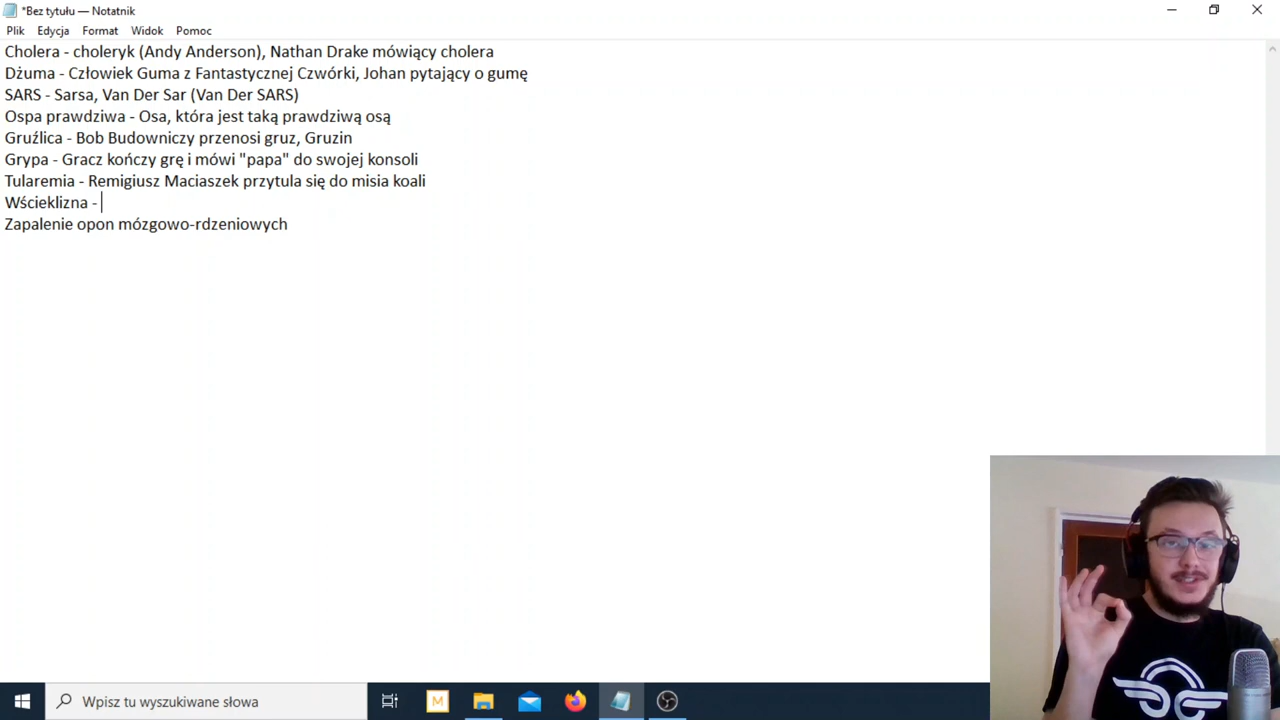 *Bez tytułu — Notatnik
Plik Edycja Format Widok Pomoc
Cholera - choleryk (Andy Anderson), Nathan Drake mówiący cholera
Dżuma - Człowiek Guma z Fantastycznej Czwórki, Johan pytający o gumę
SARS - Sarsa, Van Der Sar (Van Der SARS)
Ospa prawdziwa - Osa, która jest taką prawdziwą osą
Gruźlica - Bob Budowniczy przenosi gruz, Gruzin
Grypa - Gracz kończy grę i mówi "papa" do swojej konsoli
Tularemia - Remigiusz Maciaszek przytula się do misia koali
Wścieklizna -
Zapalenie opon mózgowo-rdzeniowych
Wpisz tu wyszukiwane słowa
M